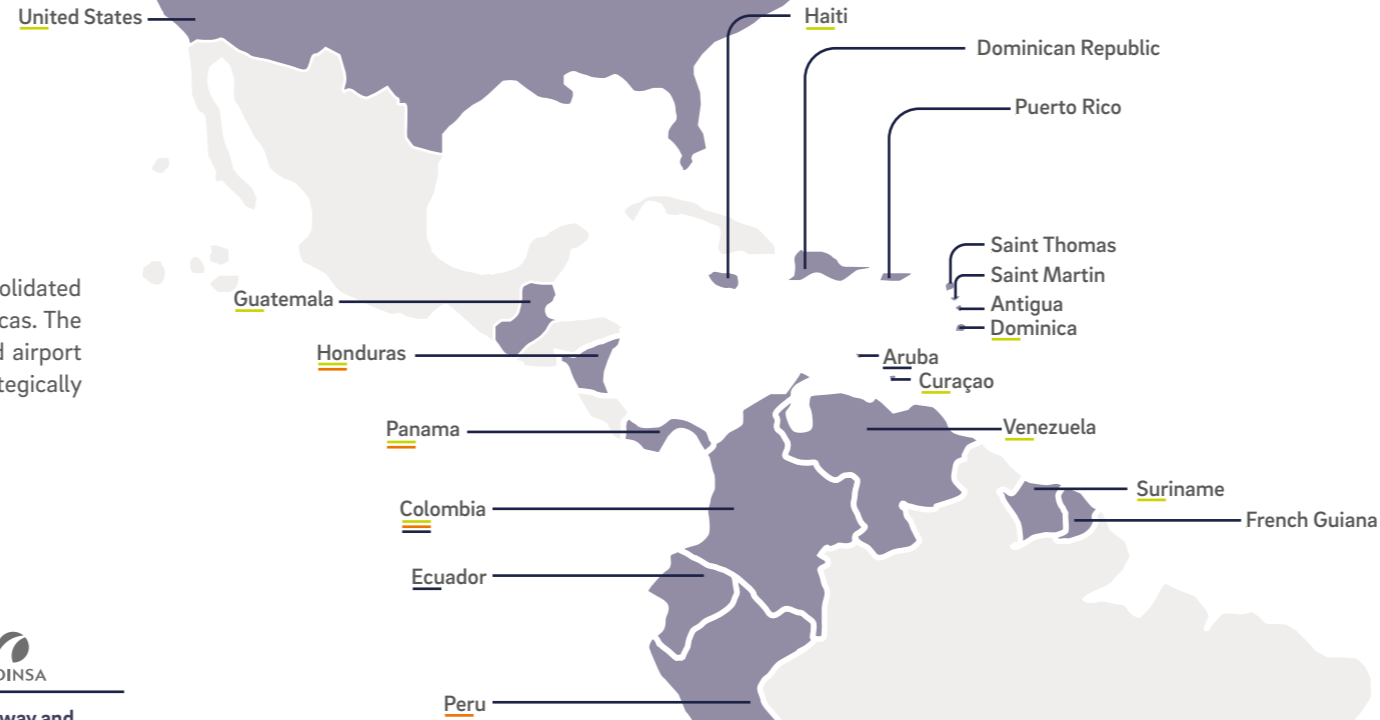 United States
Haiti
Dominican Republic
Puerto Rico
Saint Thomas
Saint Martin
Antigua
Dominica
olidated
cas. The
d airport
tegically
Guatemala
Honduras
Aruba
Curaçao
Panama
Venezuela
Colombia
Suriname
French Guiana
Ecuador
DINSA
Peru
way and